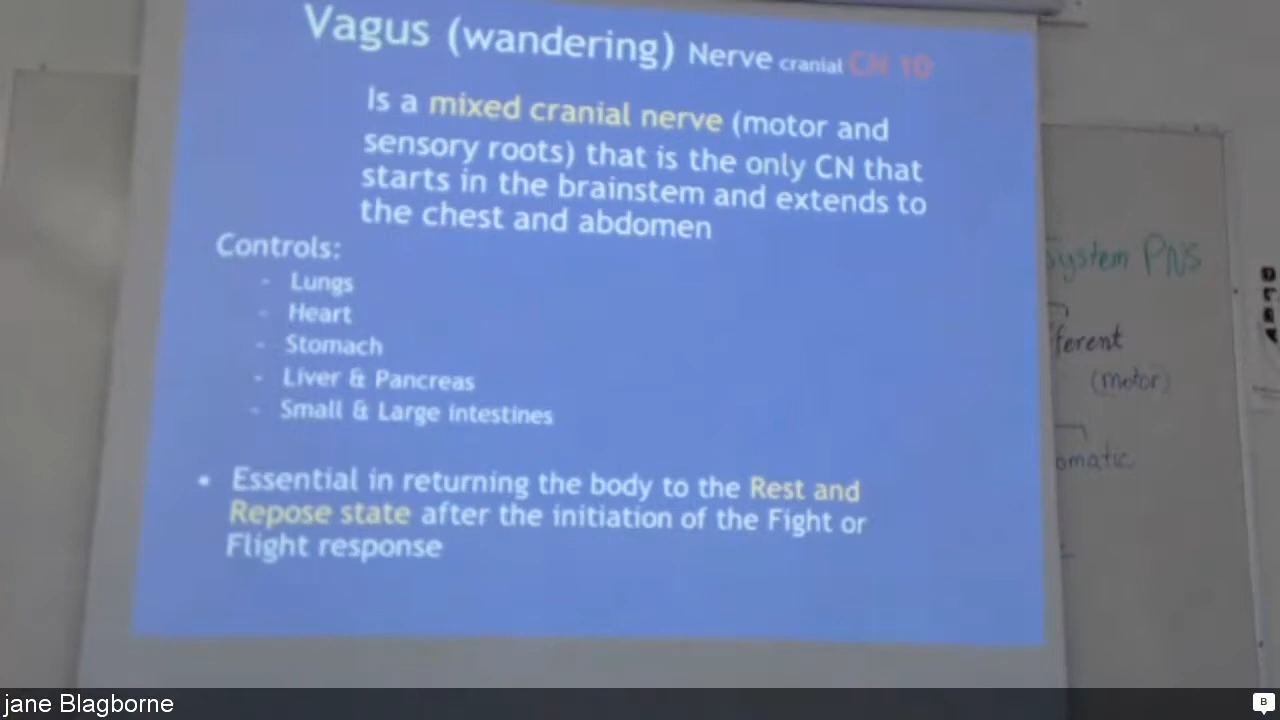 Vagus (wandering) Nerve cranial CN 10
Is a mixed cranial nerve (motor and
sensory roots) that is the only CN that
starts in the brainstem and extends to
the chest and abdomen
Controls:
- Lungs
- Heart
- Stomach
- Liver & Pancreas
- Small & Large intestines
• Essential in returning the body to the Rest and
Repose state after the initiation of the Fight or
Flight response
System PNS
ferent
(motor)
omatic
jane Blagborne
B